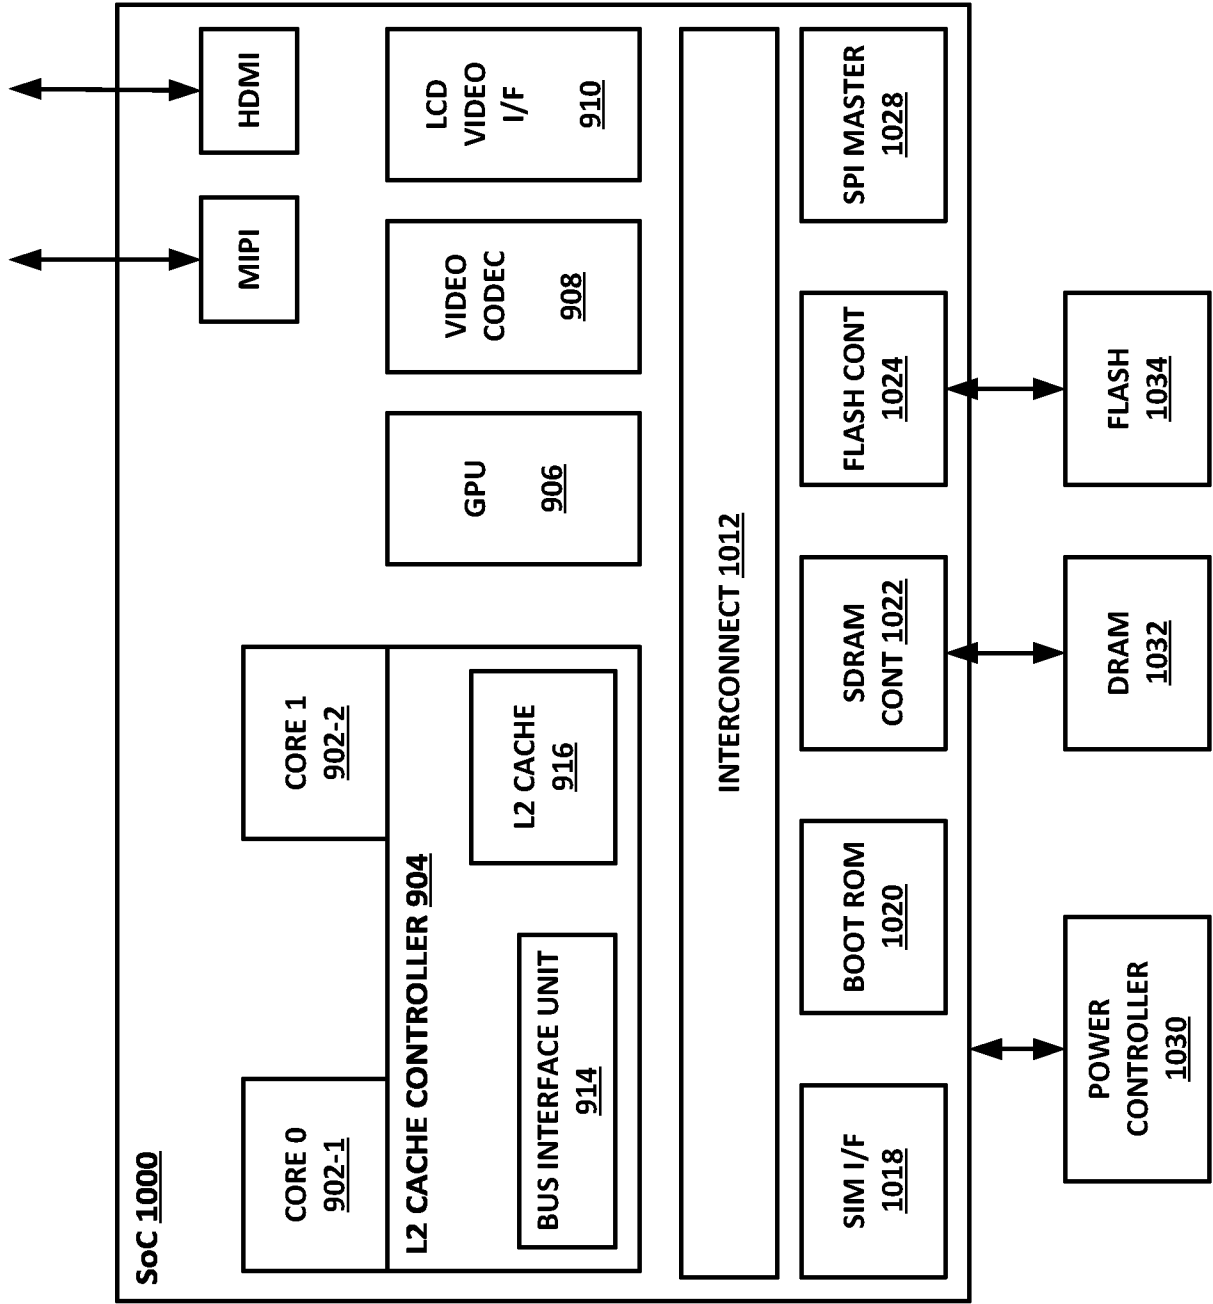 SoC 1000
CORE 0
902-1
CORE 1
902-2
MIPI
HDMI
L2 CACHE CONTROLLER 904
BUS INTERFACE UNIT
914
L2 CACHE
916
GPU
906
VIDEO
CODEC
908
LCD
VIDEO
I/F
910
INTERCONNECT 1012
SIM I/F
1018
BOOT ROM
1020
SDRAM
CONT 1022
FLASH CONT
1024
SPI MASTER
1028
POWER
CONTROLLER
1030
DRAM
1032
FLASH
1034